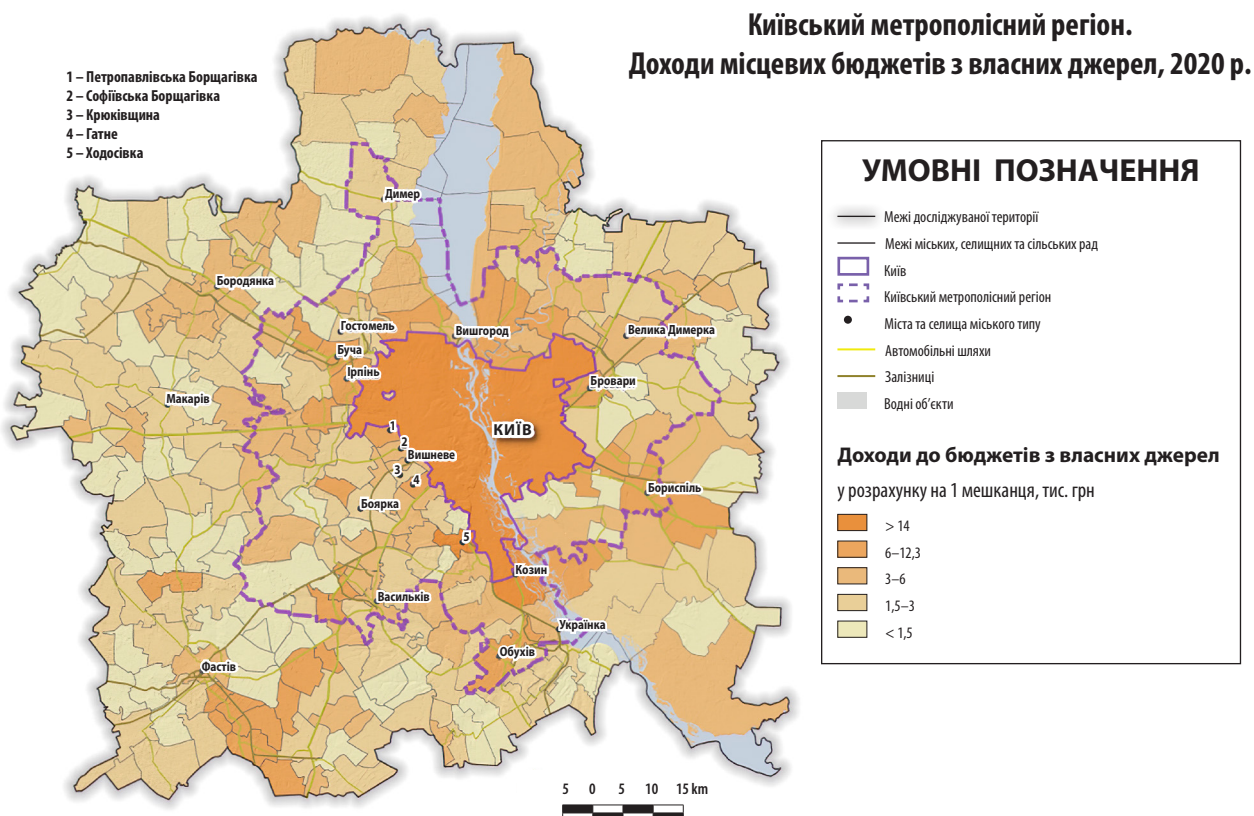 Київський метрополісний регіон.
Доходи місцевих бюджетів з власних джерел, 2020 р.
1 – Петропавлівська Борщагівка
2 – Софіївська Борщагівка
3 – Крюківщина
4 – Гатне
5 – Ходосівка
УМОВНІ ПОЗНАЧЕННЯ
Межі досліджуваної території
Межі міських, селищних та сільських рад
Київ
Київський метрополісний регіон
Міста та селища міського типу
Автомобільні шляхи
Залізниці
Водні об’єкти
Доходи до бюджетів з власних джерел
у розрахунку на 1 мешканця, тис. грн
> 14
6–12,3
3–6
1,5–3
< 1,5
Димер
Бородянка
Гостомель
Вишгород
Велика Димерка
Буча
Ірпінь
Бровари
Макарів
1
КИЇВ
2
Вишневе
3
4
Бориспіль
Боярка
5
Козин
Васильків
Українка
Обухів
Фастів
5 0 5 10 15 km